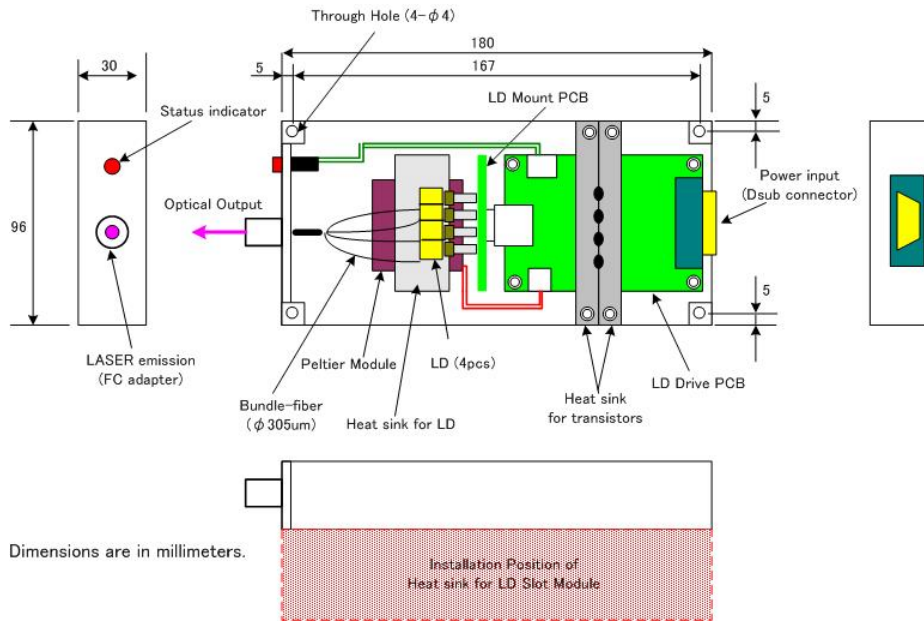 Through Hole (4-φ4)
180
30
5
167
LD Mount PCB
5
Status indicator
Power input
(Dsub connector)
Optical Output
96
5
LASER emission
(FC adapter)
Peltier Module
LD (4pcs)
LD Drive PCB
Bundle-fiber
(φ305um)
Heat sink for LD
Heat sink
for transistors
Dimensions are in millimeters.
Installation Position of
Heat sink for LD Slot Module